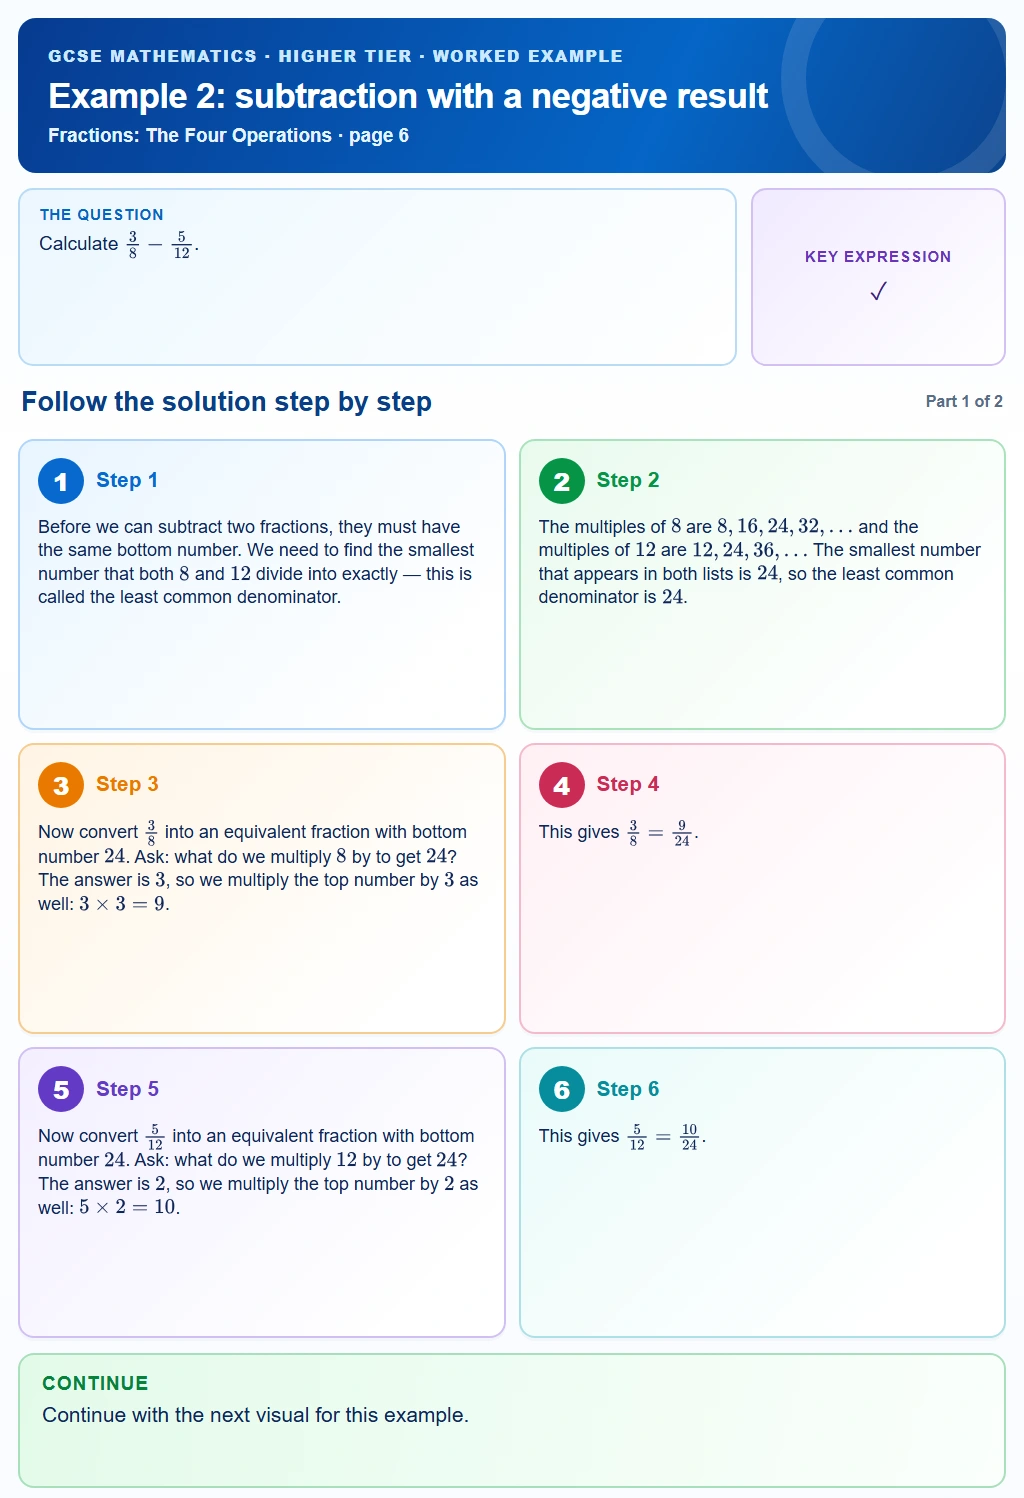 GCSE MATHEMATICS · HIGHER TIER · WORKED EXAMPLE
Example 2: subtraction with a negative result
Fractions: The Four Operations · page 6
THE QUESTION
Calculate 3/8 − 5/12.
KEY EXPRESSION
✓
Follow the solution step by step
Part 1 of 2
1 Step 1
Before we can subtract two fractions, they must have
the same bottom number. We need to find the smallest
number that both 8 and 12 divide into exactly — this is
called the least common denominator.
2 Step 2
The multiples of 8 are 8, 16, 24, 32, . . . and the
multiples of 12 are 12, 24, 36, . . . The smallest number
that appears in both lists is 24, so the least common
denominator is 24.
3 Step 3
Now convert 3/8 into an equivalent fraction with bottom
number 24. Ask: what do we multiply 8 by to get 24?
The answer is 3, so we multiply the top number by 3 as
well: 3 × 3 = 9.
4 Step 4
This gives 3/8 = 9/24.
5 Step 5
Now convert 5/12 into an equivalent fraction with bottom
number 24. Ask: what do we multiply 12 by to get 24?
The answer is 2, so we multiply the top number by 2 as
well: 5 × 2 = 10.
6 Step 6
This gives 5/12 = 10/24.
CONTINUE
Continue with the next visual for this example.